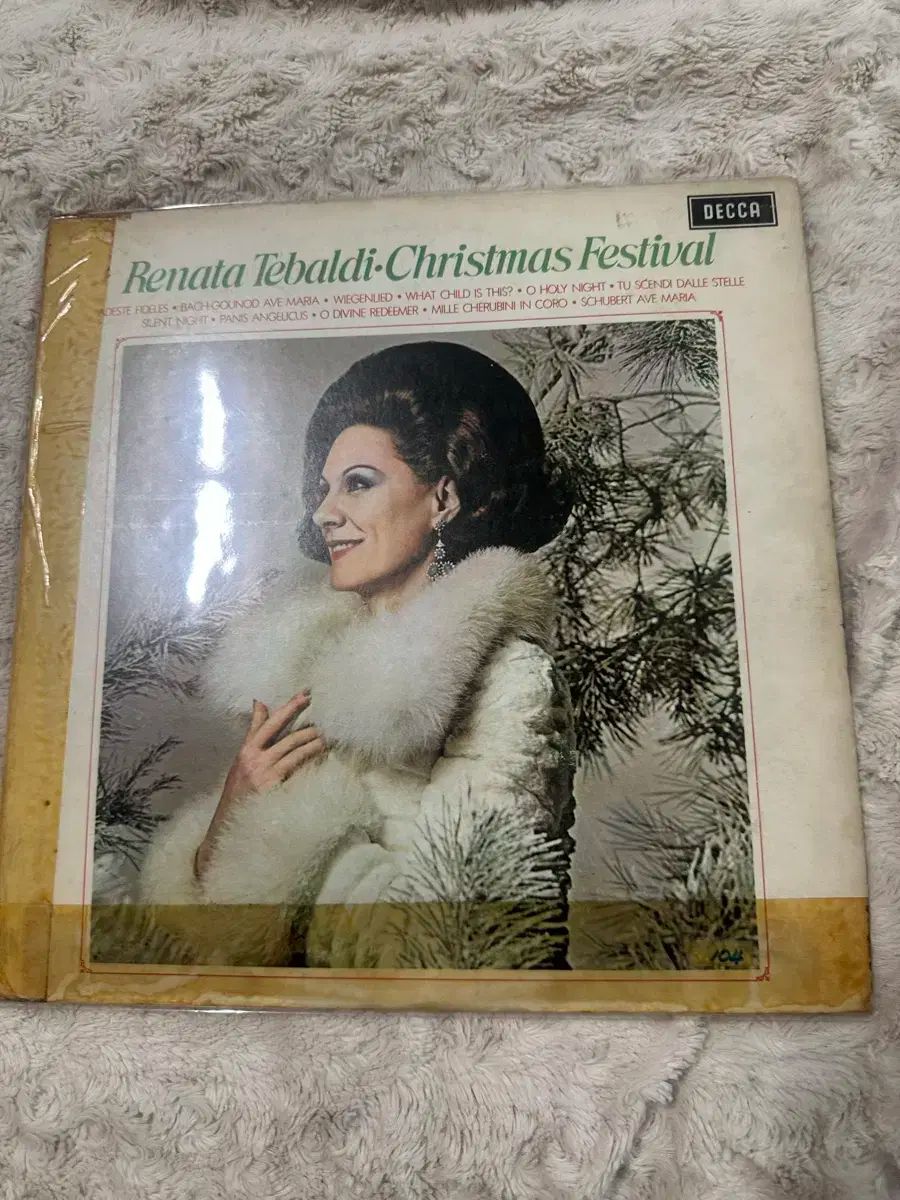 DECCA
Renata Tebaldi·Christmas Festival
ADESTE FIDELES • BACH-GOUNOD AVE MARIA • WIEGENLIED • WHAT CHILD IS THIS? • O HOLY NIGHT • TU SCENDI DALLE STELLE
SILENT NIGHT • PANIS ANGELICUS • O DIVINE REDEEMER • MILLE CHERUBINI IN CORO • SCHUBERT AVE MARIA
104